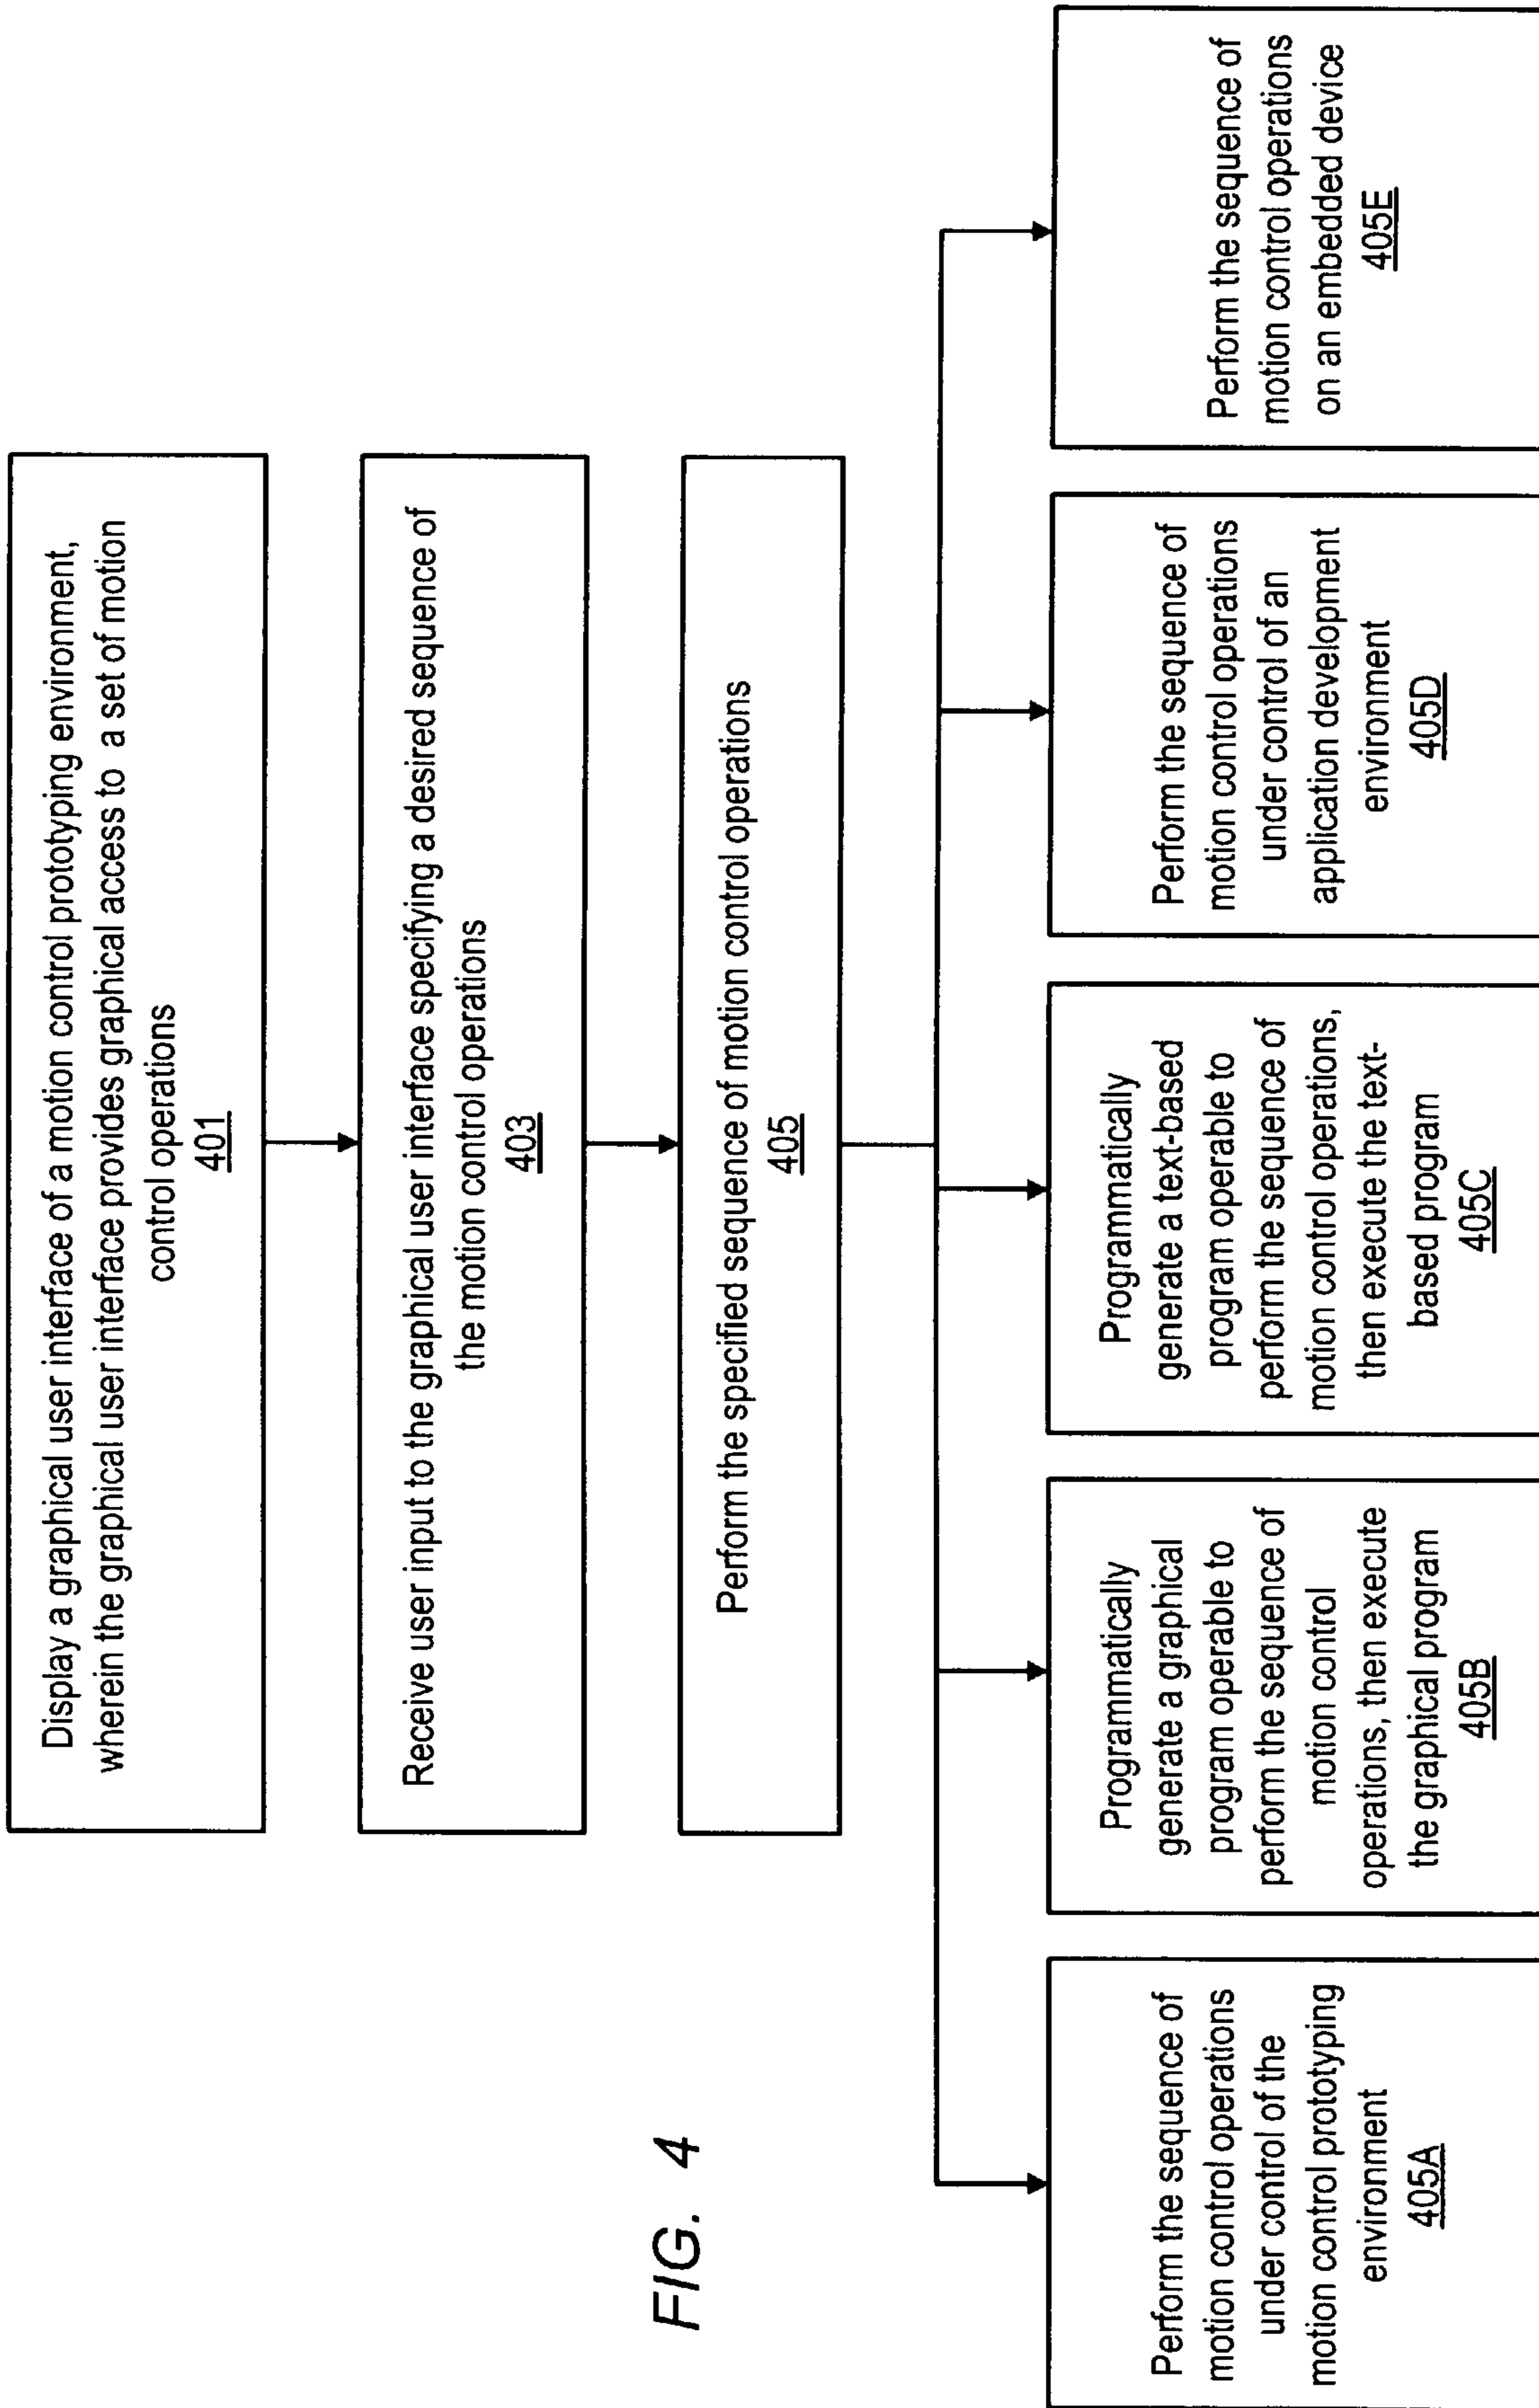 Display a graphical user interface of a motion control prototyping environment,
wherein the graphical user interface provides graphical access to a set of motion
control operations
401
Receive user input to the graphical user interface specifying a desired sequence of
the motion control operations
403
Perform the specified sequence of motion control operations
405
FIG. 4
Perform the sequence of
motion control operations
under control of the
motion control prototyping
environment
405A
Programmatically
generate a graphical
program operable to
perform the sequence of
motion control
operations, then execute
the graphical program
405B
Programmatically
generate a text-based
program operable to
perform the sequence of
motion control operations,
then execute the text-
based program
405C
Perform the sequence of
motion control operations
under control of an
application development
environment
405D
Perform the sequence of
motion control operations
on an embedded device
405E